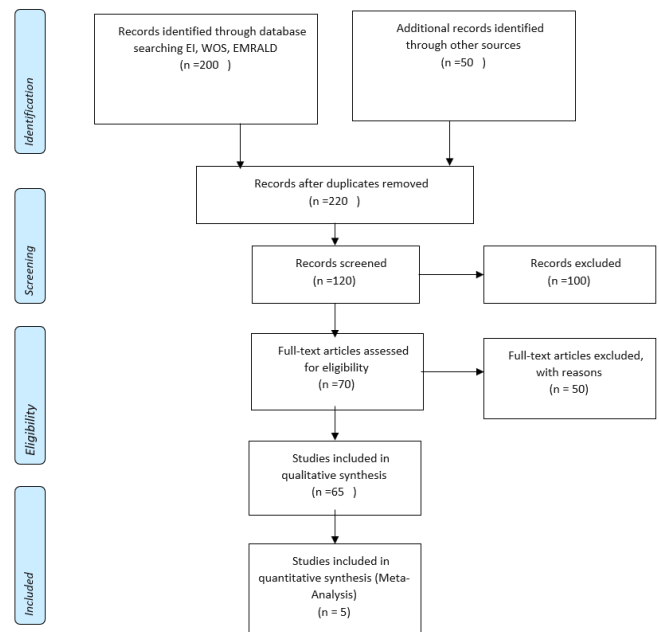 Identification
Records identified through database
searching EI, WOS, EMRALD
(n =200 )
Additional records identified
through other sources
(n =50 )
Records after duplicates removed
(n =220 )
Screening
Records screened
(n =120)
Records excluded
(n =100)
Eligibility
Full-text articles assessed
for eligibility
(n =70)
Full-text articles excluded,
with reasons
(n = 50)
Studies included in
qualitative synthesis
(n =65 )
Included
Studies included in
quantitative synthesis (Meta-
Analysis)
(n = 5)